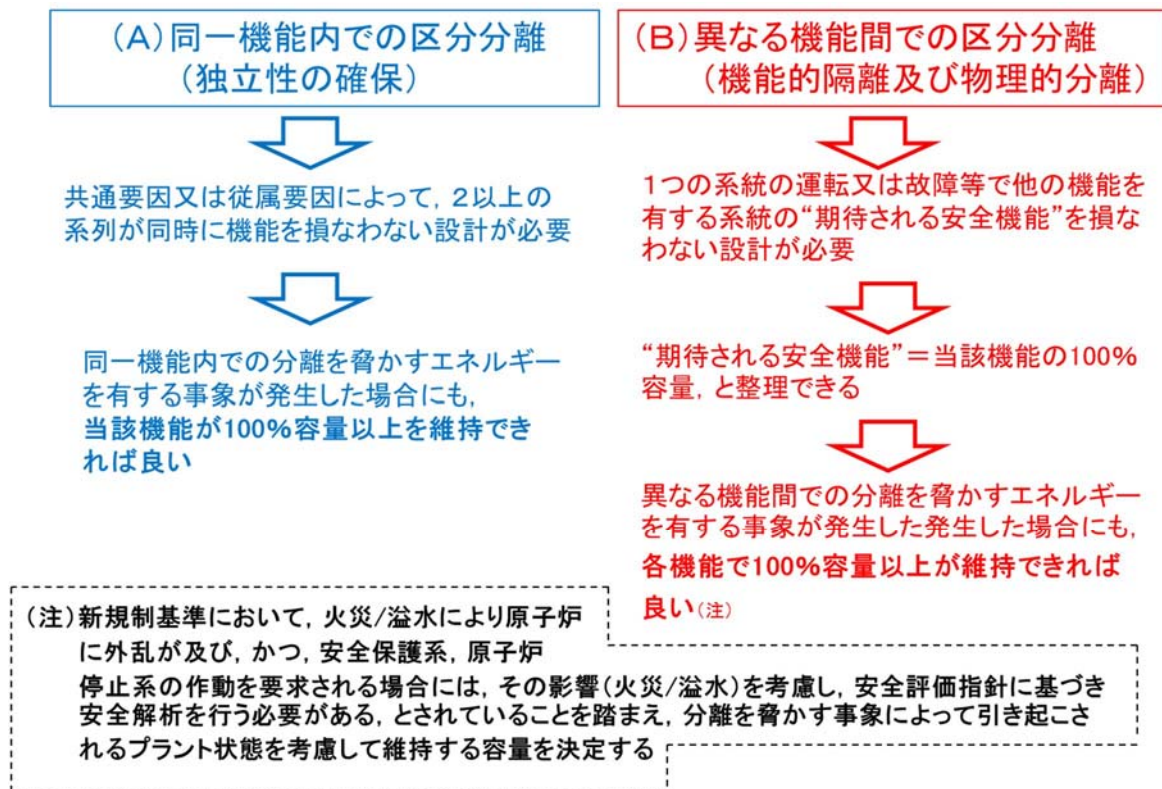 （A）同一機能内での区分分離
（独立性の確保）
共通要因又は従属要因によって，２以上の
系列が同時に機能を損なわない設計が必要
同一機能内での分離を脅かすエネルギー
を有する事象が発生した場合にも，
当該機能が100%容量以上を維持でき
れば良い
（B）異なる機能間での区分分離
（機能的隔離及び物理的分離）
１つの系統の運転又は故障等で他の機能を
有する系統の“期待される安全機能”を損な
わない設計が必要
“期待される安全機能”＝当該機能の100%
容量，と整理できる
異なる機能間での分離を脅かすエネルギー
を有する事象が発生した発生した場合にも，
各機能で100%容量以上が維持できれば
良い（注）
（注）新規制基準において，火災/溢水により原子炉
に外乱が及び，かつ，安全保護系，原子炉
停止系の作動を要求される場合には，その影響（火災/溢水）を考慮し，安全評価指針に基づき
安全解析を行う必要がある，とされていることを踏まえ，分離を脅かす事象によって引き起こさ
れるプラント状態を考慮して維持する容量を決定する